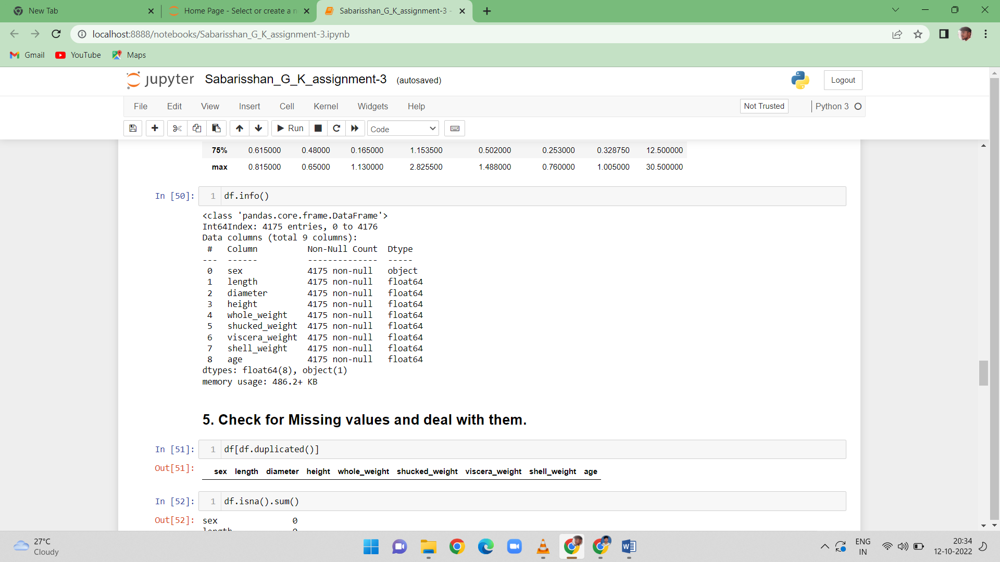 New Tab
Home Page - Select or create a n
Sabarisshan_G_K_assignment-3 -
localhost:8888/notebooks/Sabarisshan_G_K_assignment-3.ipynb
Gmail YouTube Maps
jupyter Sabarisshan_G_K_assignment-3 (autosaved)
Logout
File Edit View Insert Cell Kernel Widgets Help
Not Trusted Python 3
Run Code
75% 0.615000 0.48000 0.165000 1.153500 0.502000 0.253000 0.328750 12.500000
max 0.815000 0.65000 1.130000 2.825500 1.488000 0.760000 1.005000 30.500000
In [50]: 1 df.info()
<class 'pandas.core.frame.DataFrame'>
Int64Index: 4175 entries, 0 to 4176
Data columns (total 9 columns):
# Column Non-Null Count Dtype
--- ------ -------------- -----
0 sex 4175 non-null object
1 length 4175 non-null float64
2 diameter 4175 non-null float64
3 height 4175 non-null float64
4 whole_weight 4175 non-null float64
5 shucked_weight 4175 non-null float64
6 viscera_weight 4175 non-null float64
7 shell_weight 4175 non-null float64
8 age 4175 non-null float64
dtypes: float64(8), object(1)
memory usage: 486.2+ KB
5. Check for Missing values and deal with them.
In [51]: 1 df[df.duplicated()]
Out[51]: sex length diameter height whole_weight shucked_weight viscera_weight shell_weight age
In [52]: 1 df.isna().sum()
Out[52]: sex 0
length 0
27°C
Cloudy
ENG
IN
20:34
12-10-2022